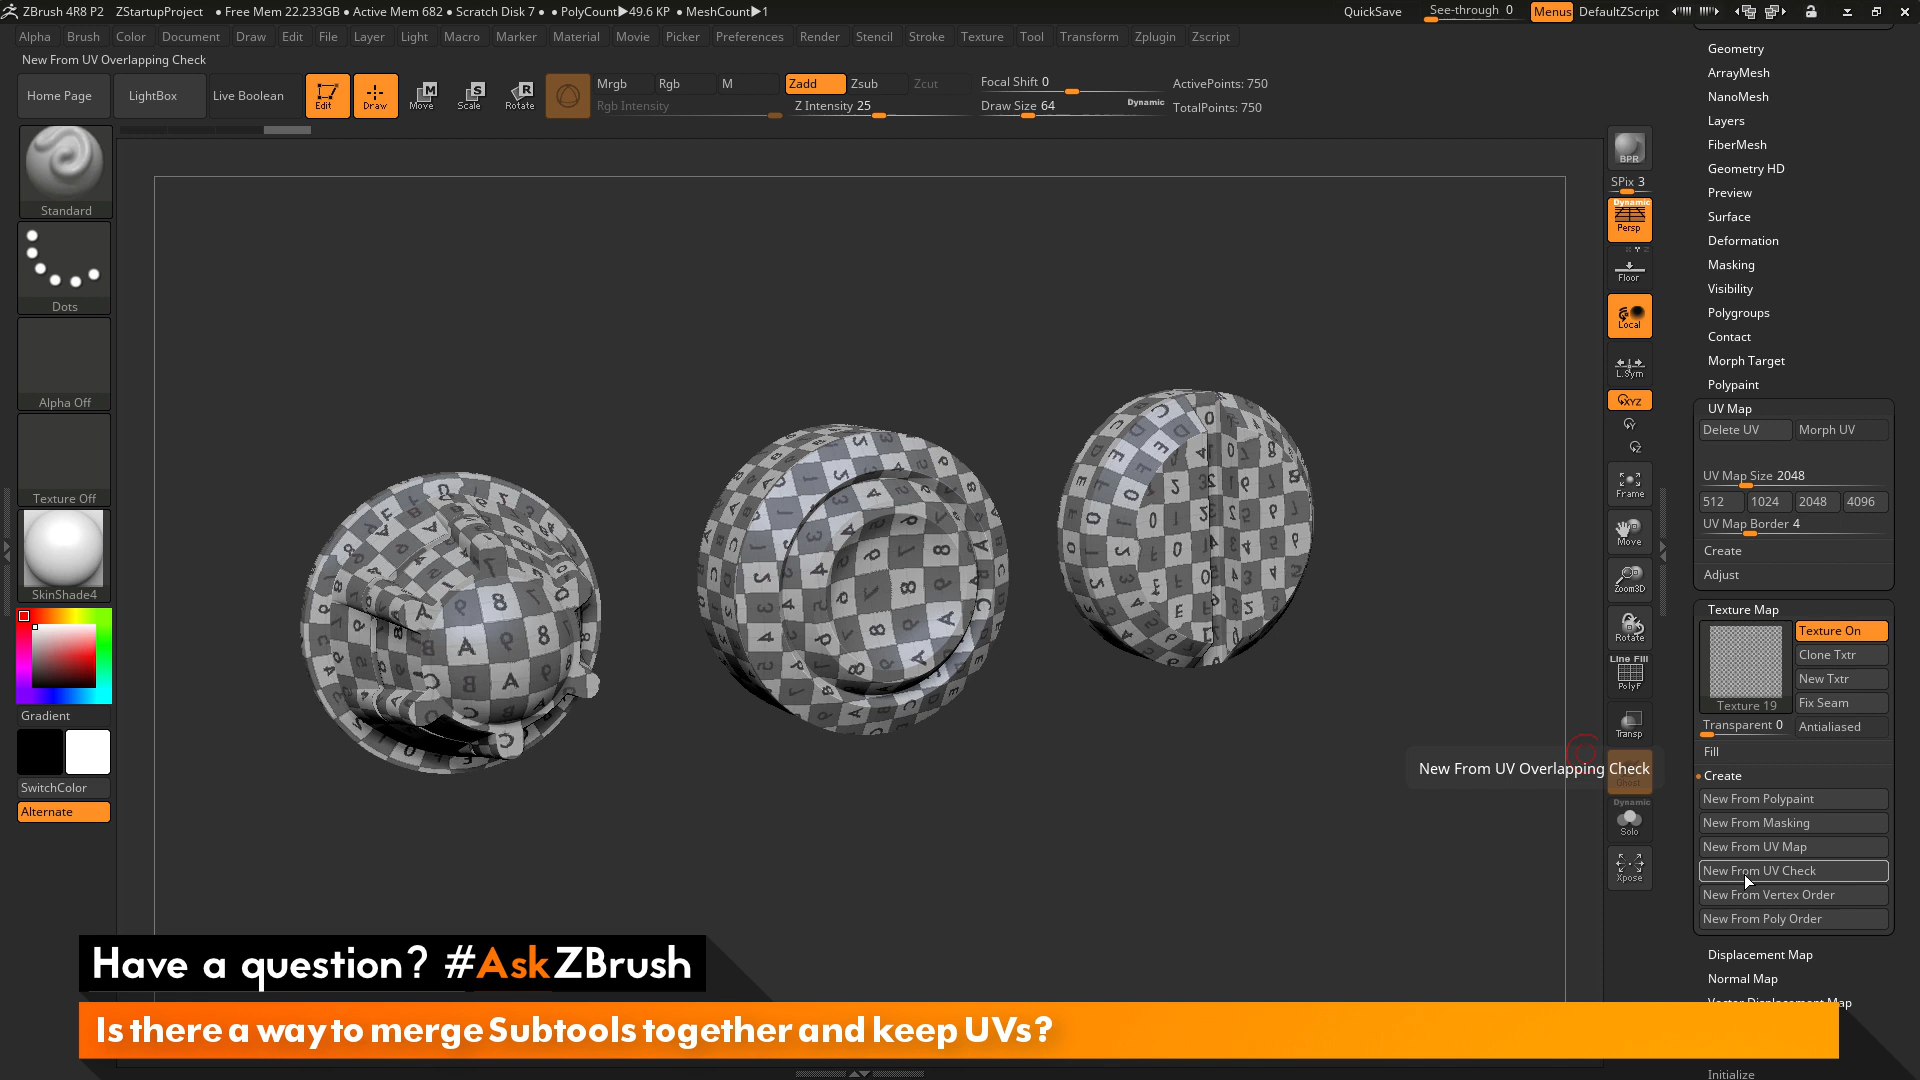 ZBrush 4R8 P2 ZStartupProject • Free Mem 22.233GB • Active Mem 682 • Scratch Disk 7 • • PolyCount▶49.6 KP • MeshCount▶1 QuickSave See-through 0 Menus DefaultZScript
Alpha Brush Color Document Draw Edit File Layer Light Macro Marker Material Movie Picker Preferences Render Stencil Stroke Texture Tool Transform Zplugin Zscript
New From UV Overlapping Check
Home Page LightBox Live Boolean Edit Draw Move Scale Rotate
Mrgb Rgb M Zadd Zsub Zcut Focal Shift 0 ActivePoints: 750
Rgb Intensity Z Intensity 25 Draw Size 64 Dynamic TotalPoints: 750
Standard
Dots
Alpha Off
Texture Off
SkinShade4
Gradient
SwitchColor
Alternate
BPR
SPix 3
Dynamic
Persp
Floor
Local
L.Sym
XYZ
Frame
Move
Zoom3D
Rotate
Line Fill
PolyF
Transp
New From UV Overlapping Check
Ghost
Dynamic
Solo
Xpose
Geometry
ArrayMesh
NanoMesh
Layers
FiberMesh
Geometry HD
Preview
Surface
Deformation
Masking
Visibility
Polygroups
Contact
Morph Target
Polypaint
UV Map
Delete UV Morph UV
UV Map Size 2048
512 1024 2048 4096
UV Map Border 4
Create
Adjust
Texture Map
Texture On
Clone Txtr
New Txtr
Fix Seam
Texture 19
Transparent 0 Antialiased
Fill
Create
New From Polypaint
New From Masking
New From UV Map
New From UV Check
New From Vertex Order
New From Poly Order
Displacement Map
Normal Map
Vector Displacement Map
Initialize
Have a question? #AskZBrush
Is there a way to merge Subtools together and keep UVs?